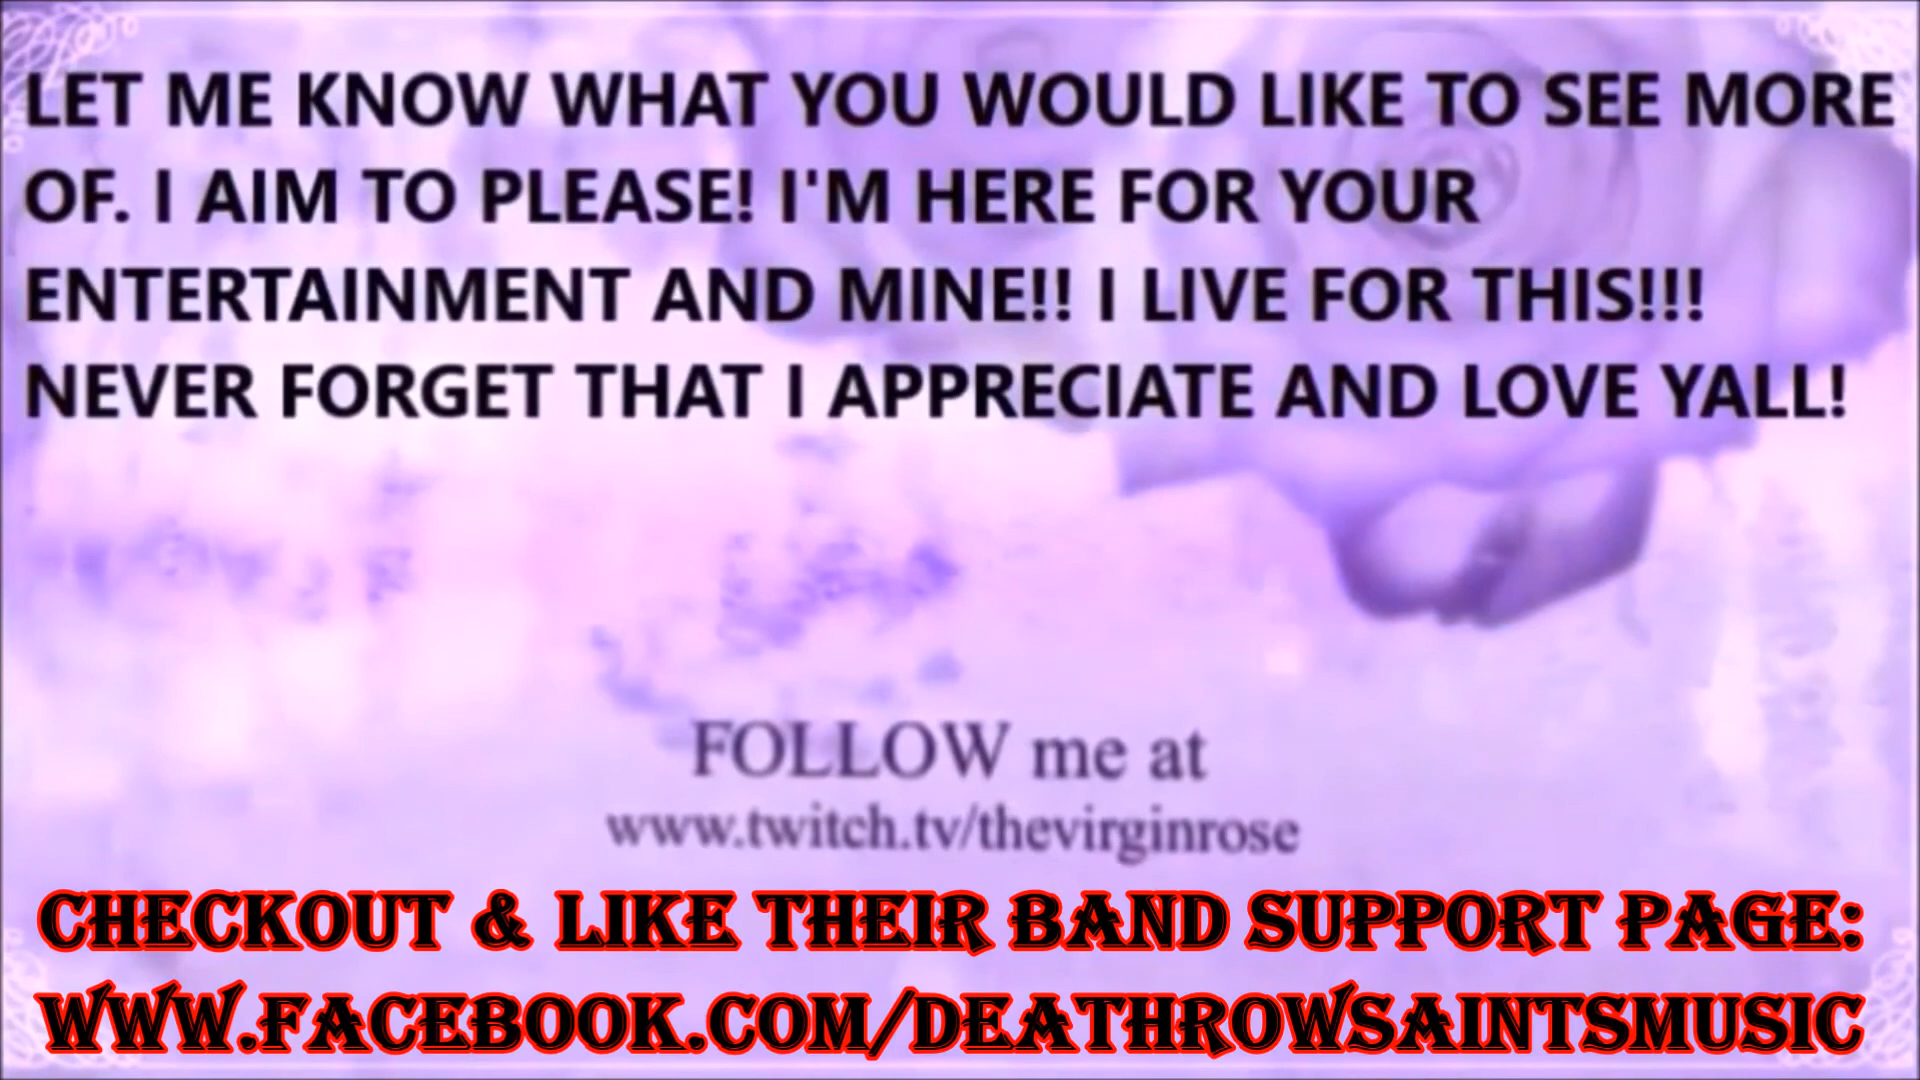 LET ME KNOW WHAT YOU WOULD LIKE TO SEE MORE
OF. I AIM TO PLEASE! I'M HERE FOR YOUR
ENTERTAINMENT AND MINE!! I LIVE FOR THIS!!!
NEVER FORGET THAT I APPRECIATE AND LOVE YALL!
FOLLOW me at
www.twitch.tv/thevirginrose
CHECKOUT & LIKE THEIR BAND SUPPORT PAGE:
WWW.FACEBOOK.COM/DEATHROWSAINTSMUSIC